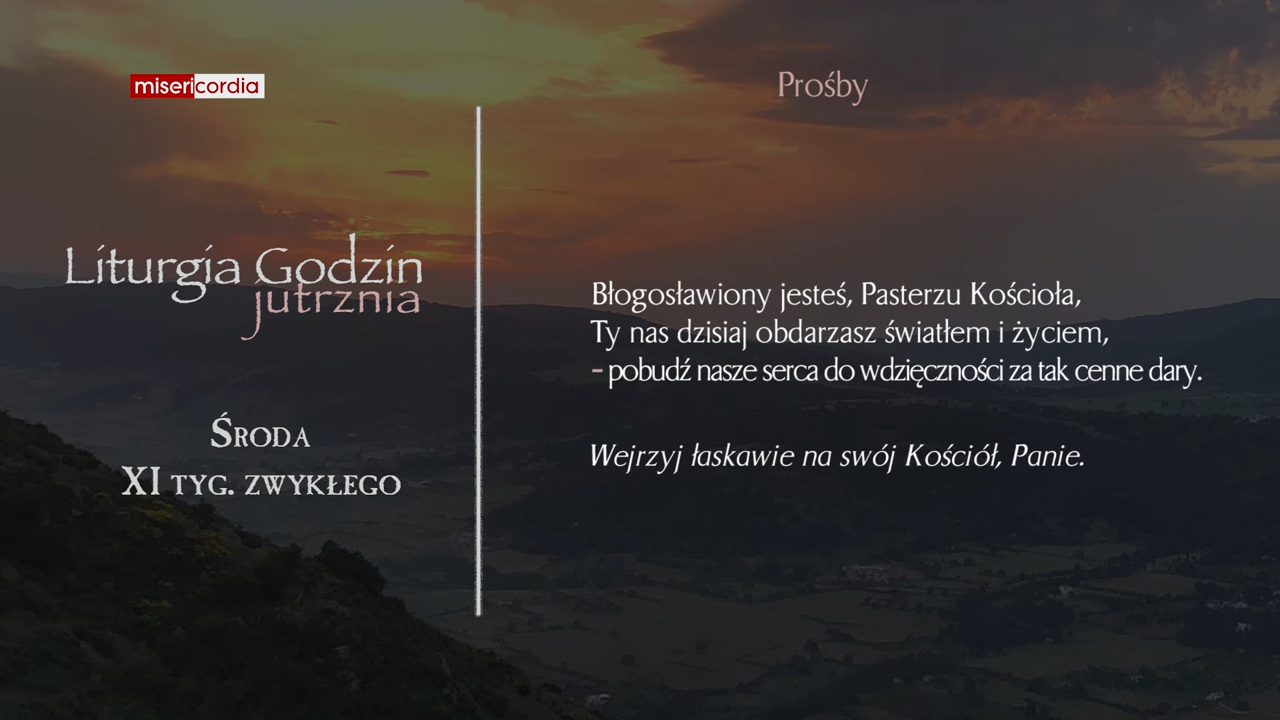 misericordia
Liturgia Godzin
jutrznia
Środa
XI tyg. zwykłego
Prośby
Błogosławiony jesteś, Pasterzu Kościoła,
Ty nas dzisiaj obdarzasz światłem i życiem,
- pobudź nasze serca do wdzięczności za tak cenne dary.
Wejrzyj łaskawie na swój Kościół, Panie.